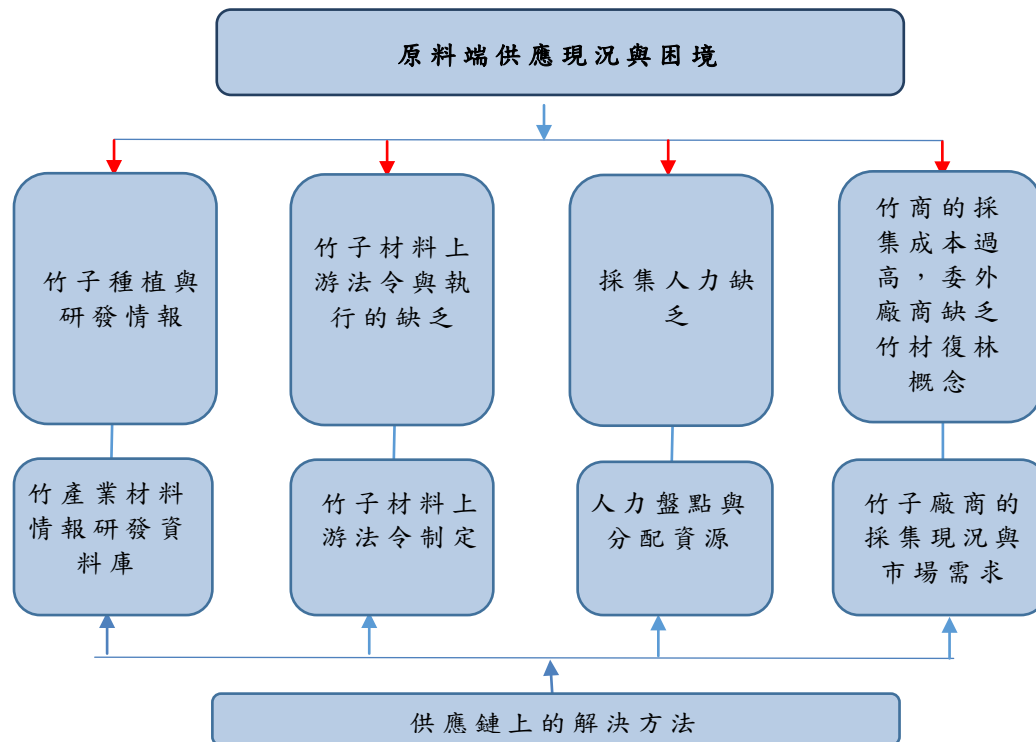 原料端供應現況與困境
竹子種植與
研發情報
竹子材料上
游法令與執
行的缺乏
採集人力缺
乏
竹商的採
集成本過
高，委外
廠商缺乏
竹材復林
概念
竹產業材料
情報研發資
料庫
竹子材料上
游法令制定
人力盤點與
分配資源
竹子廠商的
採集現況與
市場需求
供應鏈上的解決方法